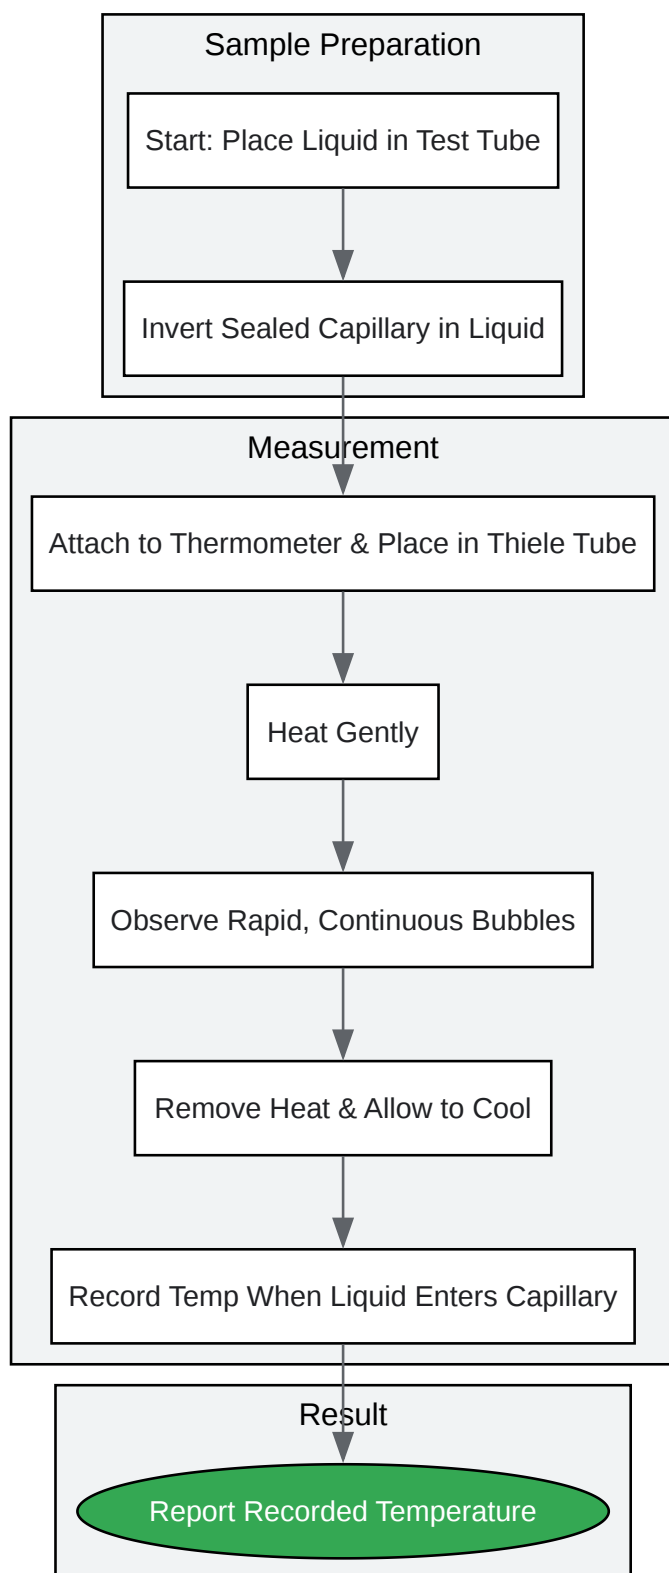 Sample Preparation
Start: Place Liquid in Test Tube
Invert Sealed Capillary in Liquid
Measurement
Attach to Thermometer & Place in Thiele Tube
Heat Gently
Observe Rapid, Continuous Bubbles
Remove Heat & Allow to Cool
Record Temp When Liquid Enters Capillary
Result
Report Recorded Temperature